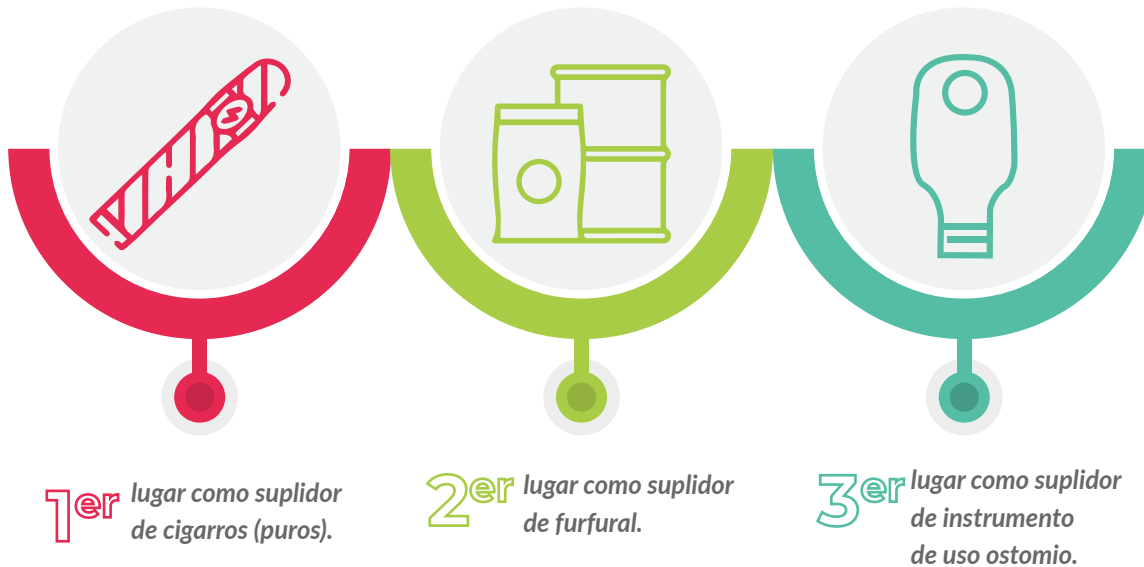 1er lugar como suplidor
de cigarros (puros).
2er lugar como suplidor
de furfural.
3er lugar como suplidor
de instrumento
de uso ostomio.